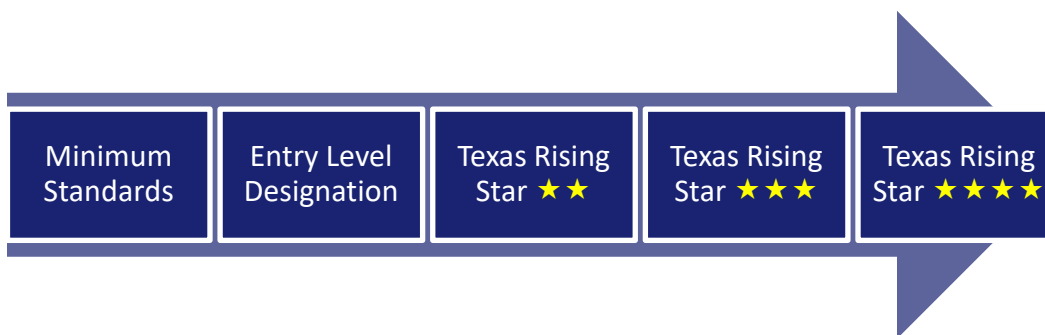 Minimum
Standards
Entry Level
Designation
Texas Rising
Star ★★
Texas Rising
Star ★★★
Texas Rising
Star ★★★★